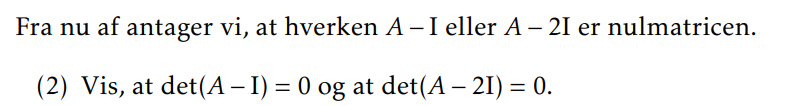 Fra nu af antager vi, at hverken A – I eller A – 2I er nulmatricen.
(2) Vis, at det(A – I) = 0 og at det(A – 2I) = 0.